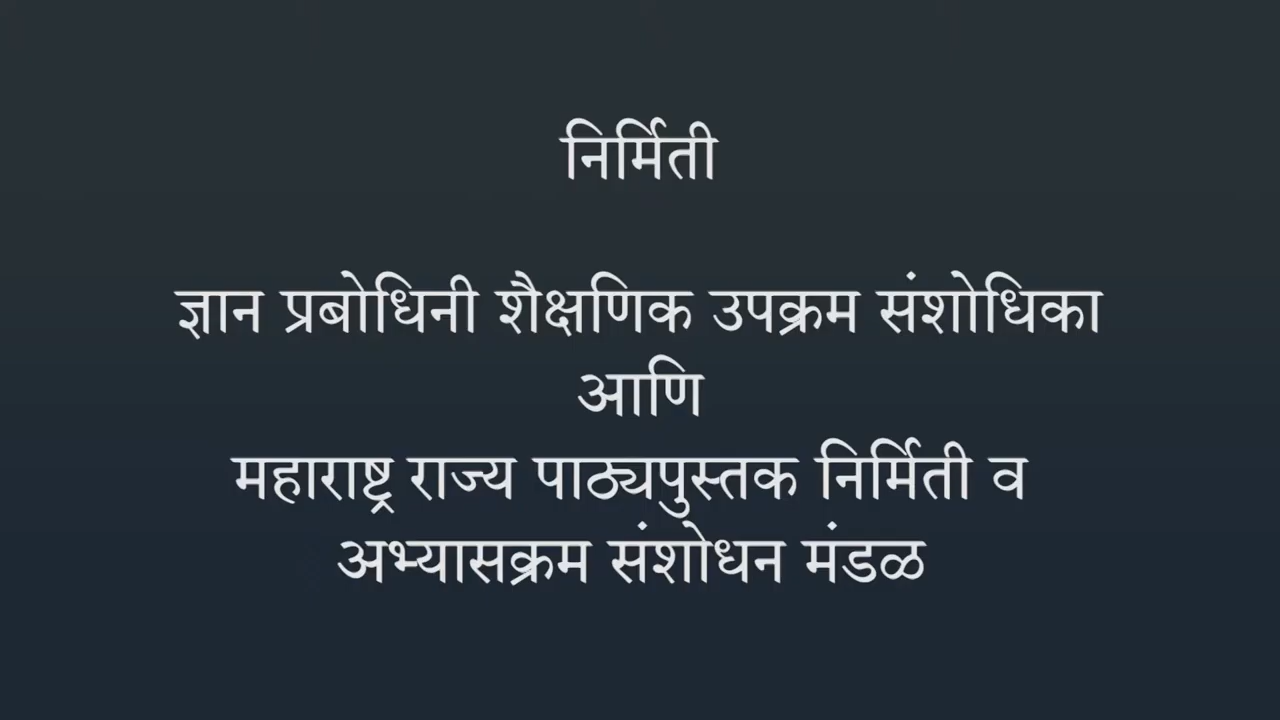 निर्मिती
ज्ञान प्रबोधिनी शैक्षणिक उपक्रम संशोधिका
आणि
महाराष्ट्र राज्य पाठ्यपुस्तक निर्मिती व
अभ्यासक्रम संशोधन मंडळ